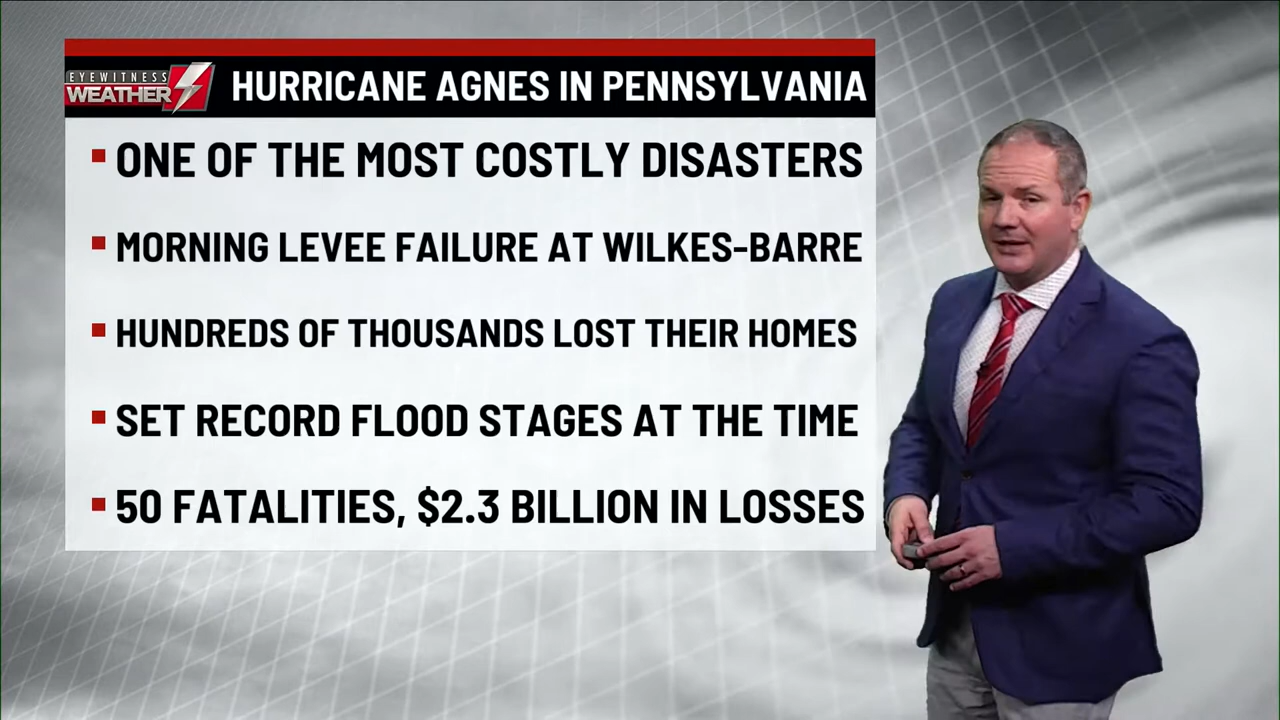 EYEWITNESS
WEATHER
HURRICANE AGNES IN PENNSYLVANIA
ONE OF THE MOST COSTLY DISASTERS
MORNING LEVEE FAILURE AT WILKES-BARRE
HUNDREDS OF THOUSANDS LOST THEIR HOMES
SET RECORD FLOOD STAGES AT THE TIME
50 FATALITIES, $2.3 BILLION IN LOSSES